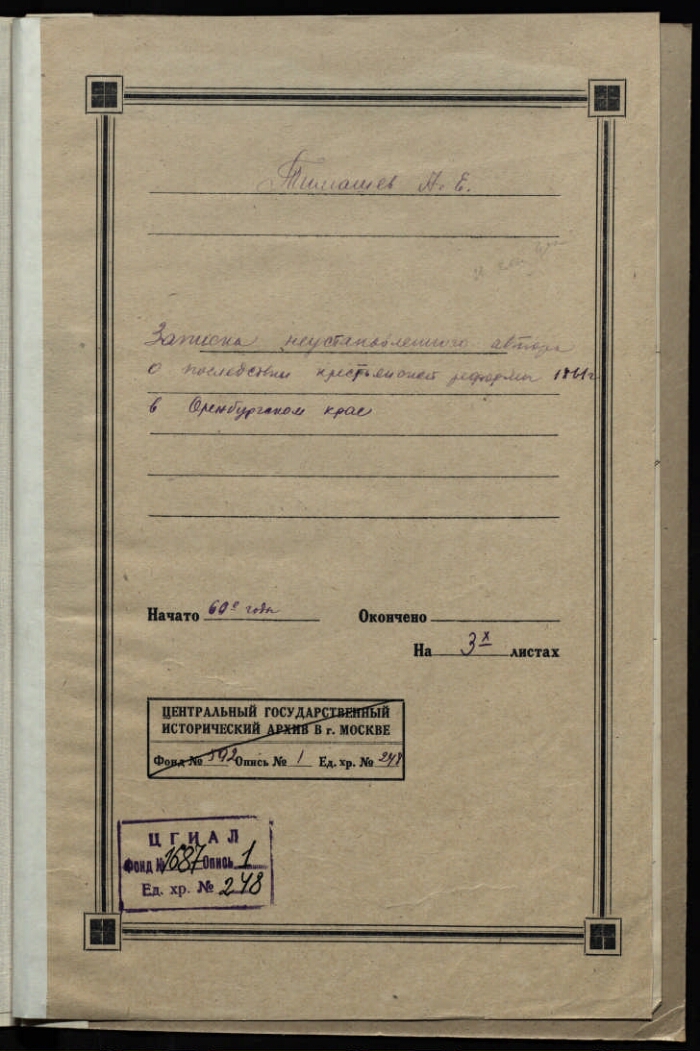 Тимашев А. Е.
Записка неустановленного автора
о последствии крестьянской реформы 1861 г
в Оренбургском крае
Начато 60е годы Окончено
На 3х листах
ЦЕНТРАЛЬНЫЙ ГОСУДАРСТВЕННЫЙ
ИСТОРИЧЕСКИЙ АРХИВ В г. МОСКВЕ
Фонд № 592 Опись № 1 Ед. хр. № 248
ЦГИАЛ
Фонд № 1687 Опись 1
Ед. хр. № 248